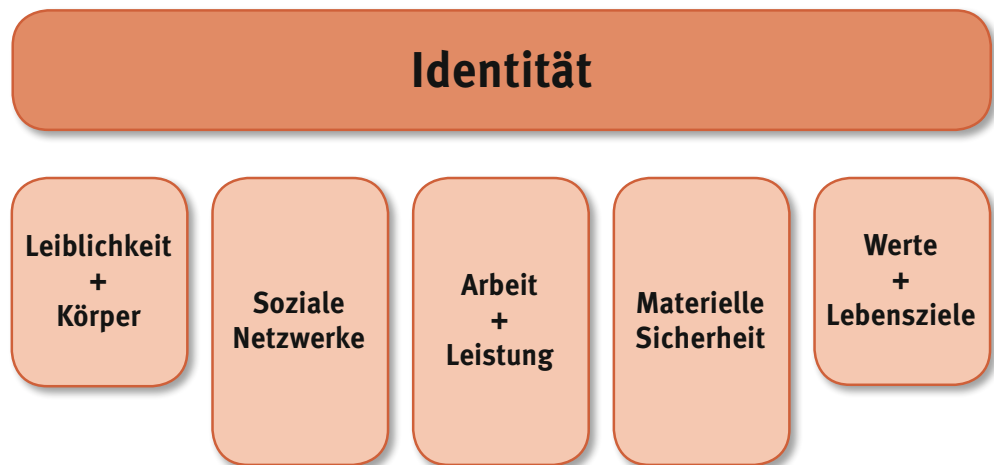 Identität
Leiblichkeit
+
Körper
Soziale
Netzwerke
Arbeit
+
Leistung
Materielle
Sicherheit
Werte
+
Lebensziele